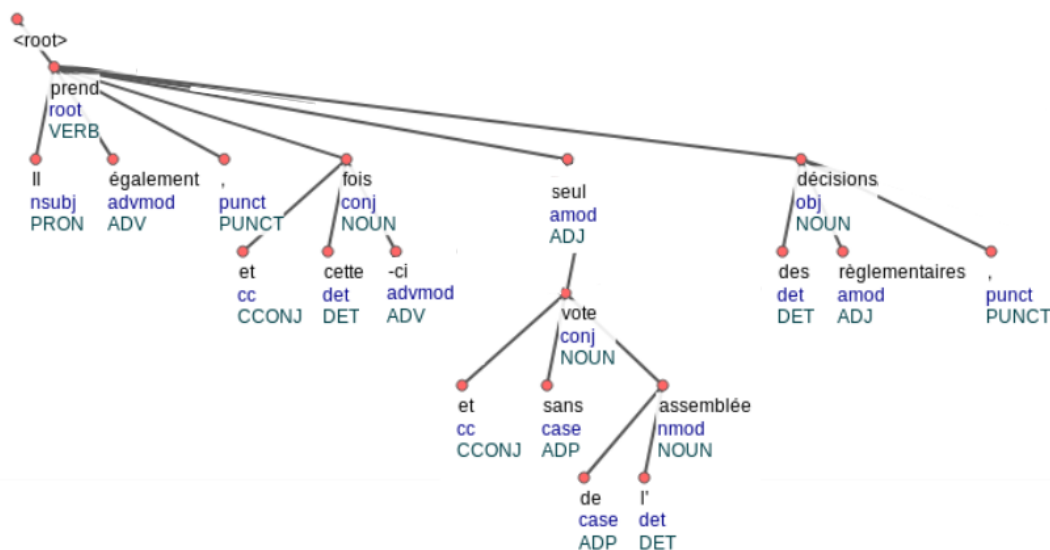 <root>
prend
root
VERB
Il également , fois seul décisions
nsubj advmod punct conj amod obj
PRON ADV PUNCT NOUN ADJ NOUN
et cette -ci des règlementaires ,
cc det advmod det amod punct
CCONJ DET ADV DET ADJ PUNCT
vote
conj
NOUN
et sans assemblée
cc case nmod
CCONJ ADP NOUN
de l'
case det
ADP DET